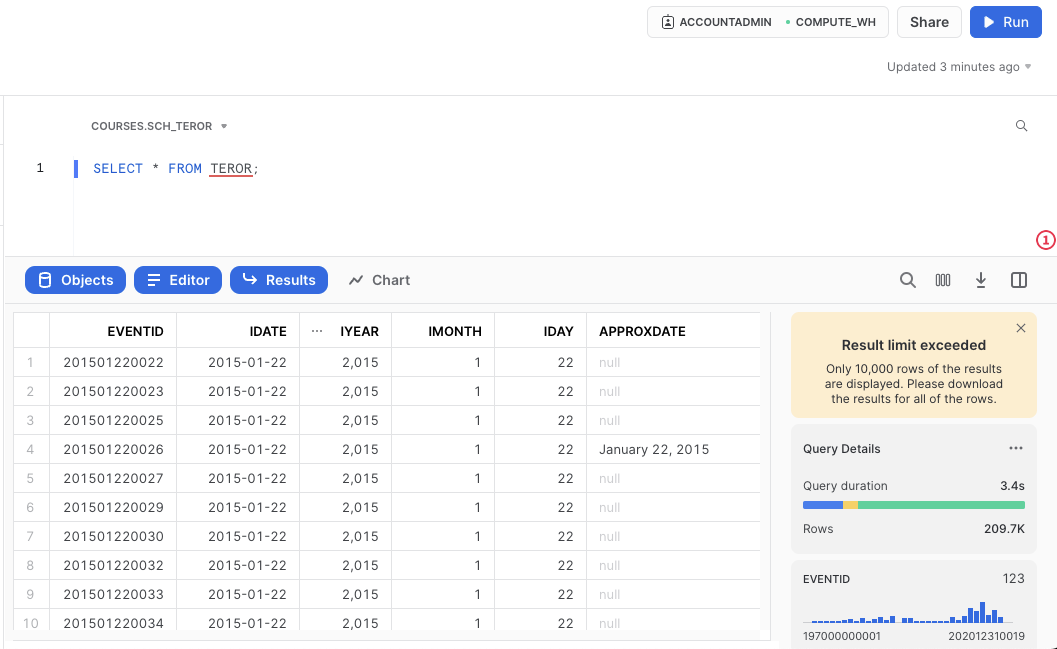 ACCOUNTADMIN COMPUTE_WH Share Run
Updated 3 minutes ago
COURSES.SCH_TEROR
1 SELECT * FROM TEROR;
1
Objects Editor Results Chart
EVENTID IDATE ... IYEAR IMONTH IDAY APPROXDATE
1 201501220022 2015-01-22 2,015 1 22 null
2 201501220023 2015-01-22 2,015 1 22 null
3 201501220025 2015-01-22 2,015 1 22 null
4 201501220026 2015-01-22 2,015 1 22 January 22, 2015
5 201501220027 2015-01-22 2,015 1 22 null
6 201501220029 2015-01-22 2,015 1 22 null
7 201501220030 2015-01-22 2,015 1 22 null
8 201501220032 2015-01-22 2,015 1 22 null
9 201501220033 2015-01-22 2,015 1 22 null
10 201501220034 2015-01-22 2,015 1 22 null
Result limit exceeded
Only 10,000 rows of the results
are displayed. Please download
the results for all of the rows.
Query Details
Query duration 3.4s
Rows 209.7K
EVENTID 123
197000000001 202012310019